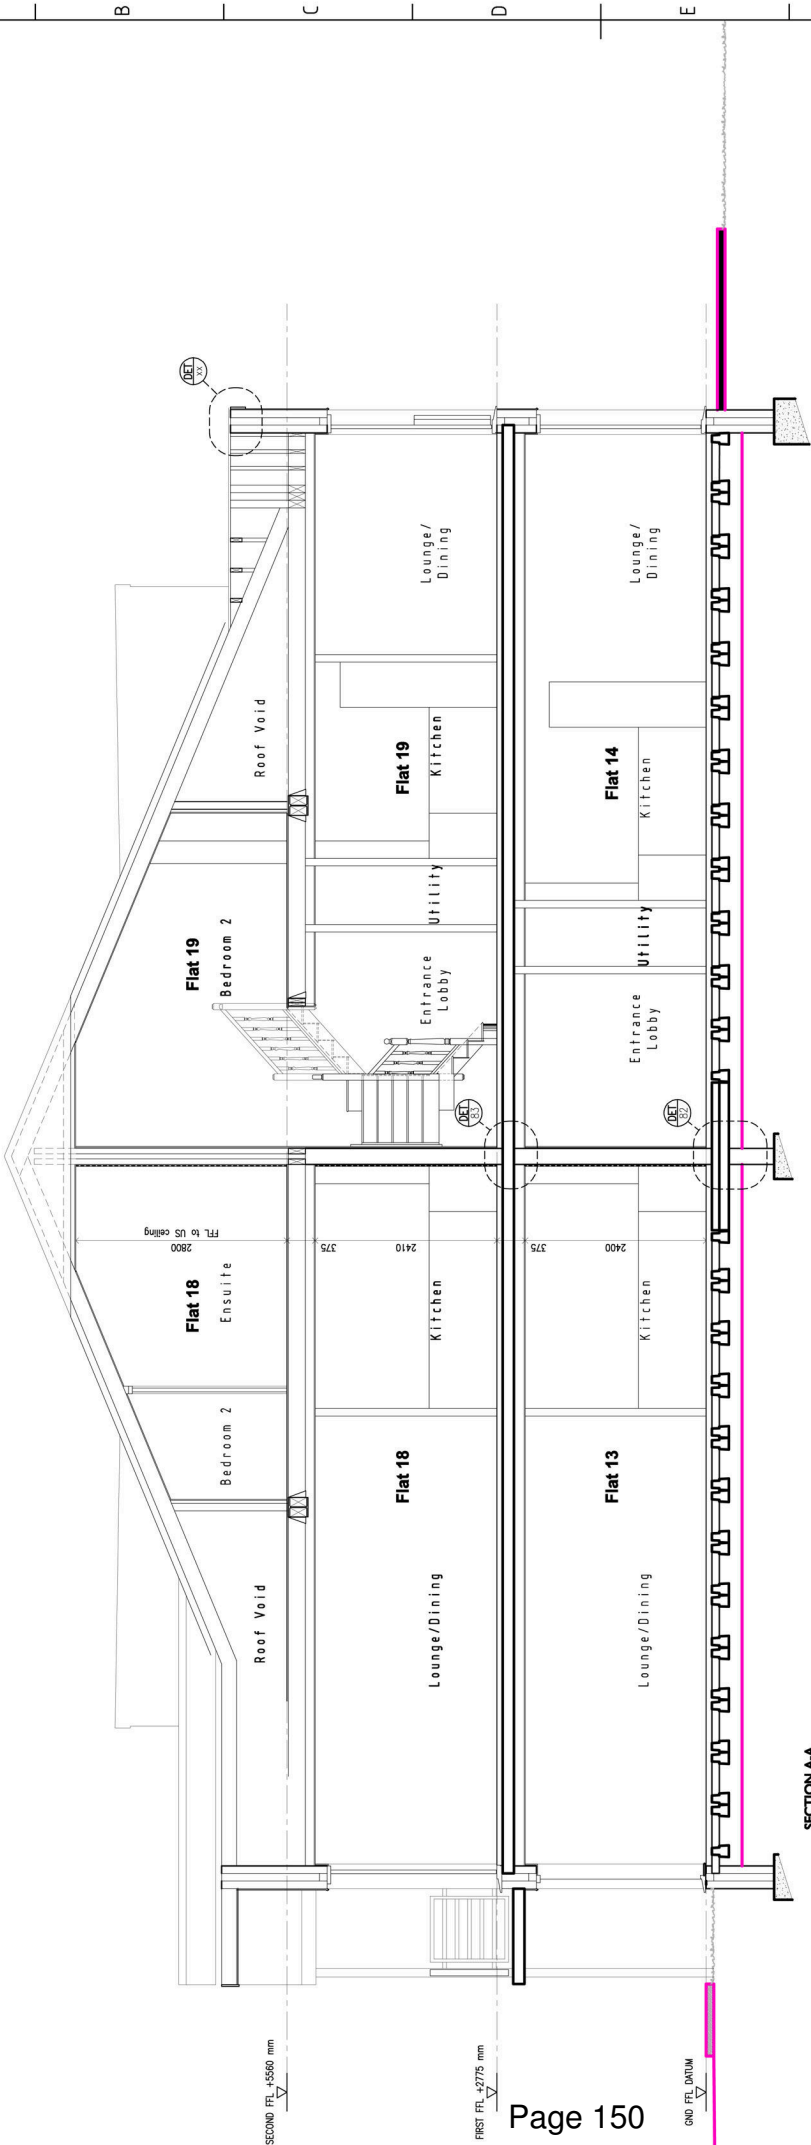 B
C
D
E
DET
XX
Roof Void
Flat 19
Bedroom 2
Flat 18
Ensuite
2800
FFL to US ceiling
Bedroom 2
Roof Void
Lounge/
Dining
Flat 19
Kitchen
Utility
Entrance
Lobby
375
2410
Kitchen
Flat 18
Lounge/Dining
DET
83
Lounge/
Dining
Flat 14
Kitchen
Utility
Entrance
Lobby
DET
82
375
2400
Kitchen
Flat 13
Lounge/Dining
SECOND FFL +5560 mm
FIRST FFL +2775 mm
GND FFL DATUM
SECTION A-A
Page 150